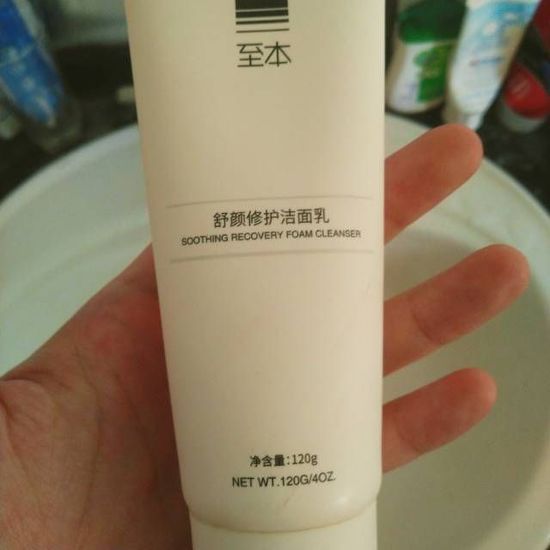 至本
舒颜修护洁面乳
SOOTHING RECOVERY FOAM CLEANSER
净含量:120g
NET WT.120G/4OZ.